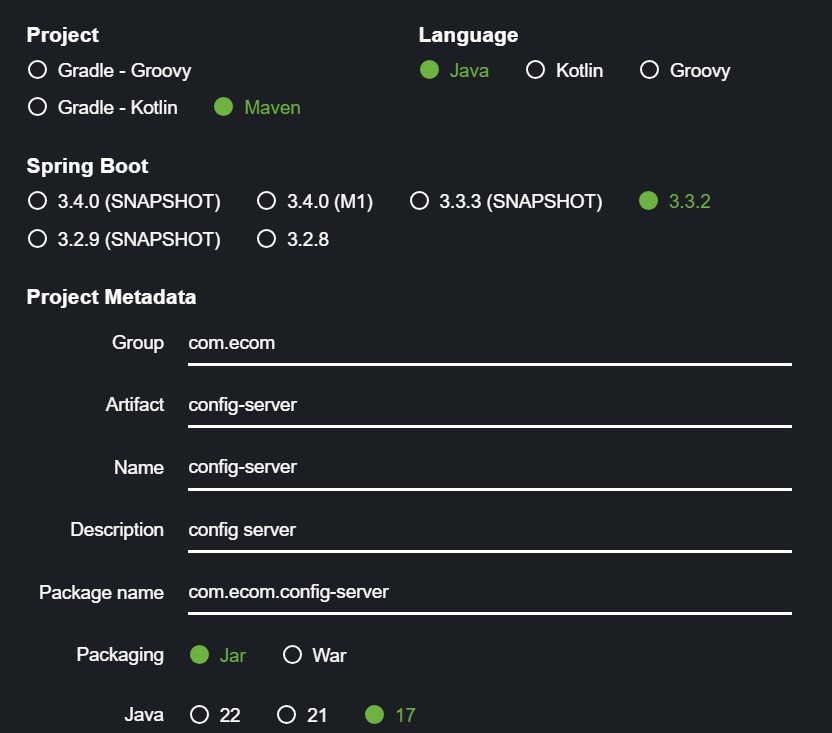 Project
Language
Gradle - Groovy
Java Kotlin Groovy
Gradle - Kotlin Maven
Spring Boot
3.4.0 (SNAPSHOT) 3.4.0 (M1) 3.3.3 (SNAPSHOT) 3.3.2
3.2.9 (SNAPSHOT) 3.2.8
Project Metadata
Group com.ecom
Artifact config-server
Name config-server
Description config server
Package name com.ecom.config-server
Packaging Jar War
Java 22 21 17